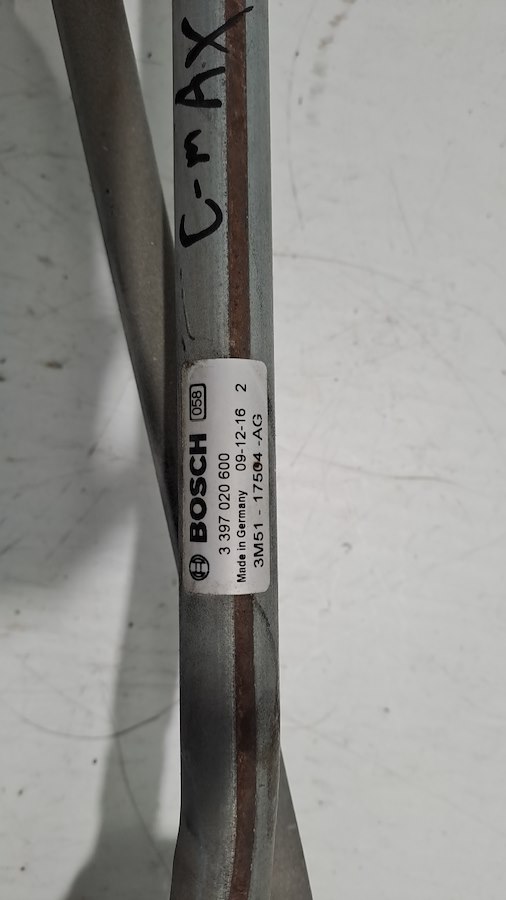 C-mAX
BOSCH 058
3 397 020 600
Made in Germany 09-12-16 2
3M51 - 17504 -AG